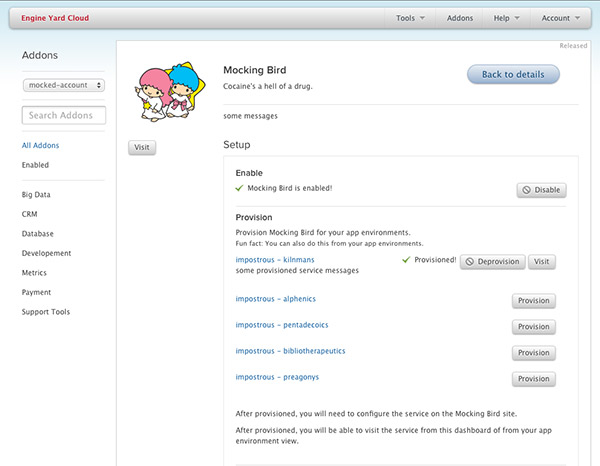 Engine Yard Cloud
Tools
Addons
Help
Account
Addons
mocked-account
Search Addons
All Addons
Enabled
Big Data
CRM
Database
Developement
Metrics
Payment
Support Tools
Released
Mocking Bird
Cocaine's a hell of a drug.
Back to details
some messages
Visit
Setup
Enable
Mocking Bird is enabled!
Disable
Provision
Provision Mocking Bird for your app environments.
Fun fact: You can also do this from your app environments.
impostrous - kilnmans
Provisioned!
Deprovision
Visit
some provisioned service messages
impostrous - alphenics
Provision
impostrous - pentadecoics
Provision
impostrous - bibliotherapeutics
Provision
impostrous - preagonys
Provision
After provisioned, you will need to configure the service on the Mocking Bird site.
After provisioned, you will be able to visit the service from this dashboard of from your app
environment view.